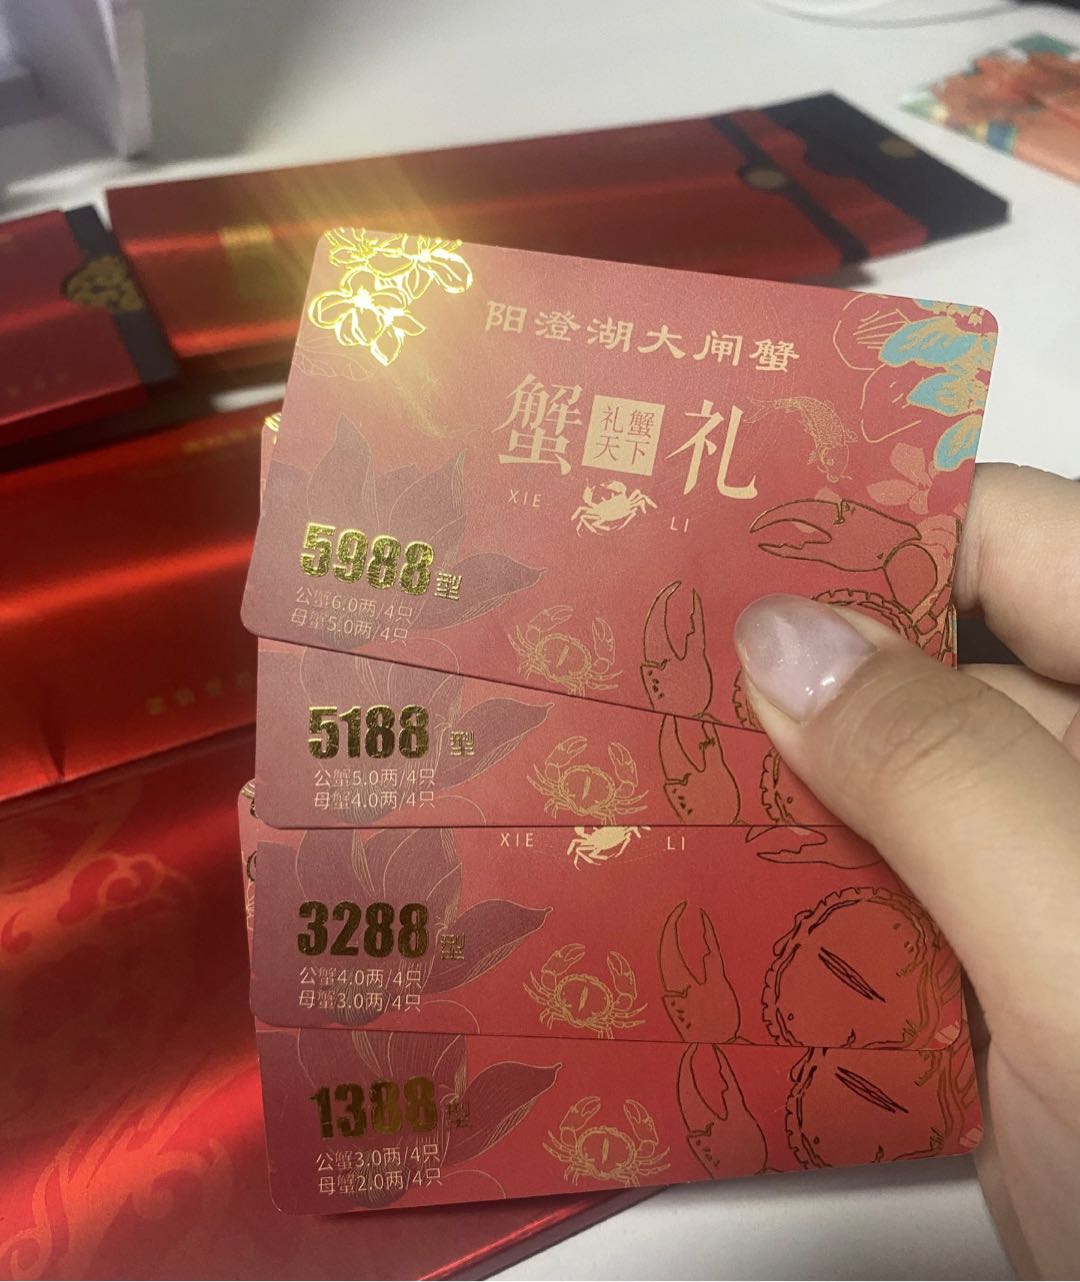 阳澄湖大闸蟹
蟹 礼蟹天下 礼
XIE LI
5988型
公蟹6.0两/4只
母蟹5.0两/4只
5188型
公蟹5.0两/4只
母蟹4.0两/4只
XIE LI
3288型
公蟹4.0两/4只
母蟹3.0两/4只
1388型
公蟹3.0两/4只
母蟹2.0两/4只